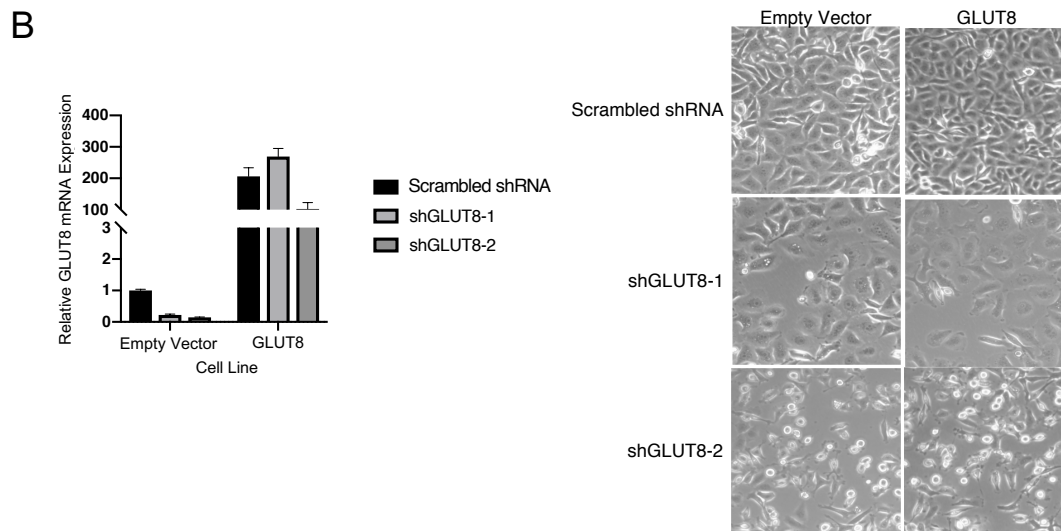 B
Empty Vector GLUT8
Scrambled shRNA
shGLUT8-1
shGLUT8-2
Relative GLUT8 mRNA Expression
400
300
200
100
3
2
1
0
Empty Vector GLUT8
Cell Line
Scrambled shRNA
shGLUT8-1
shGLUT8-2